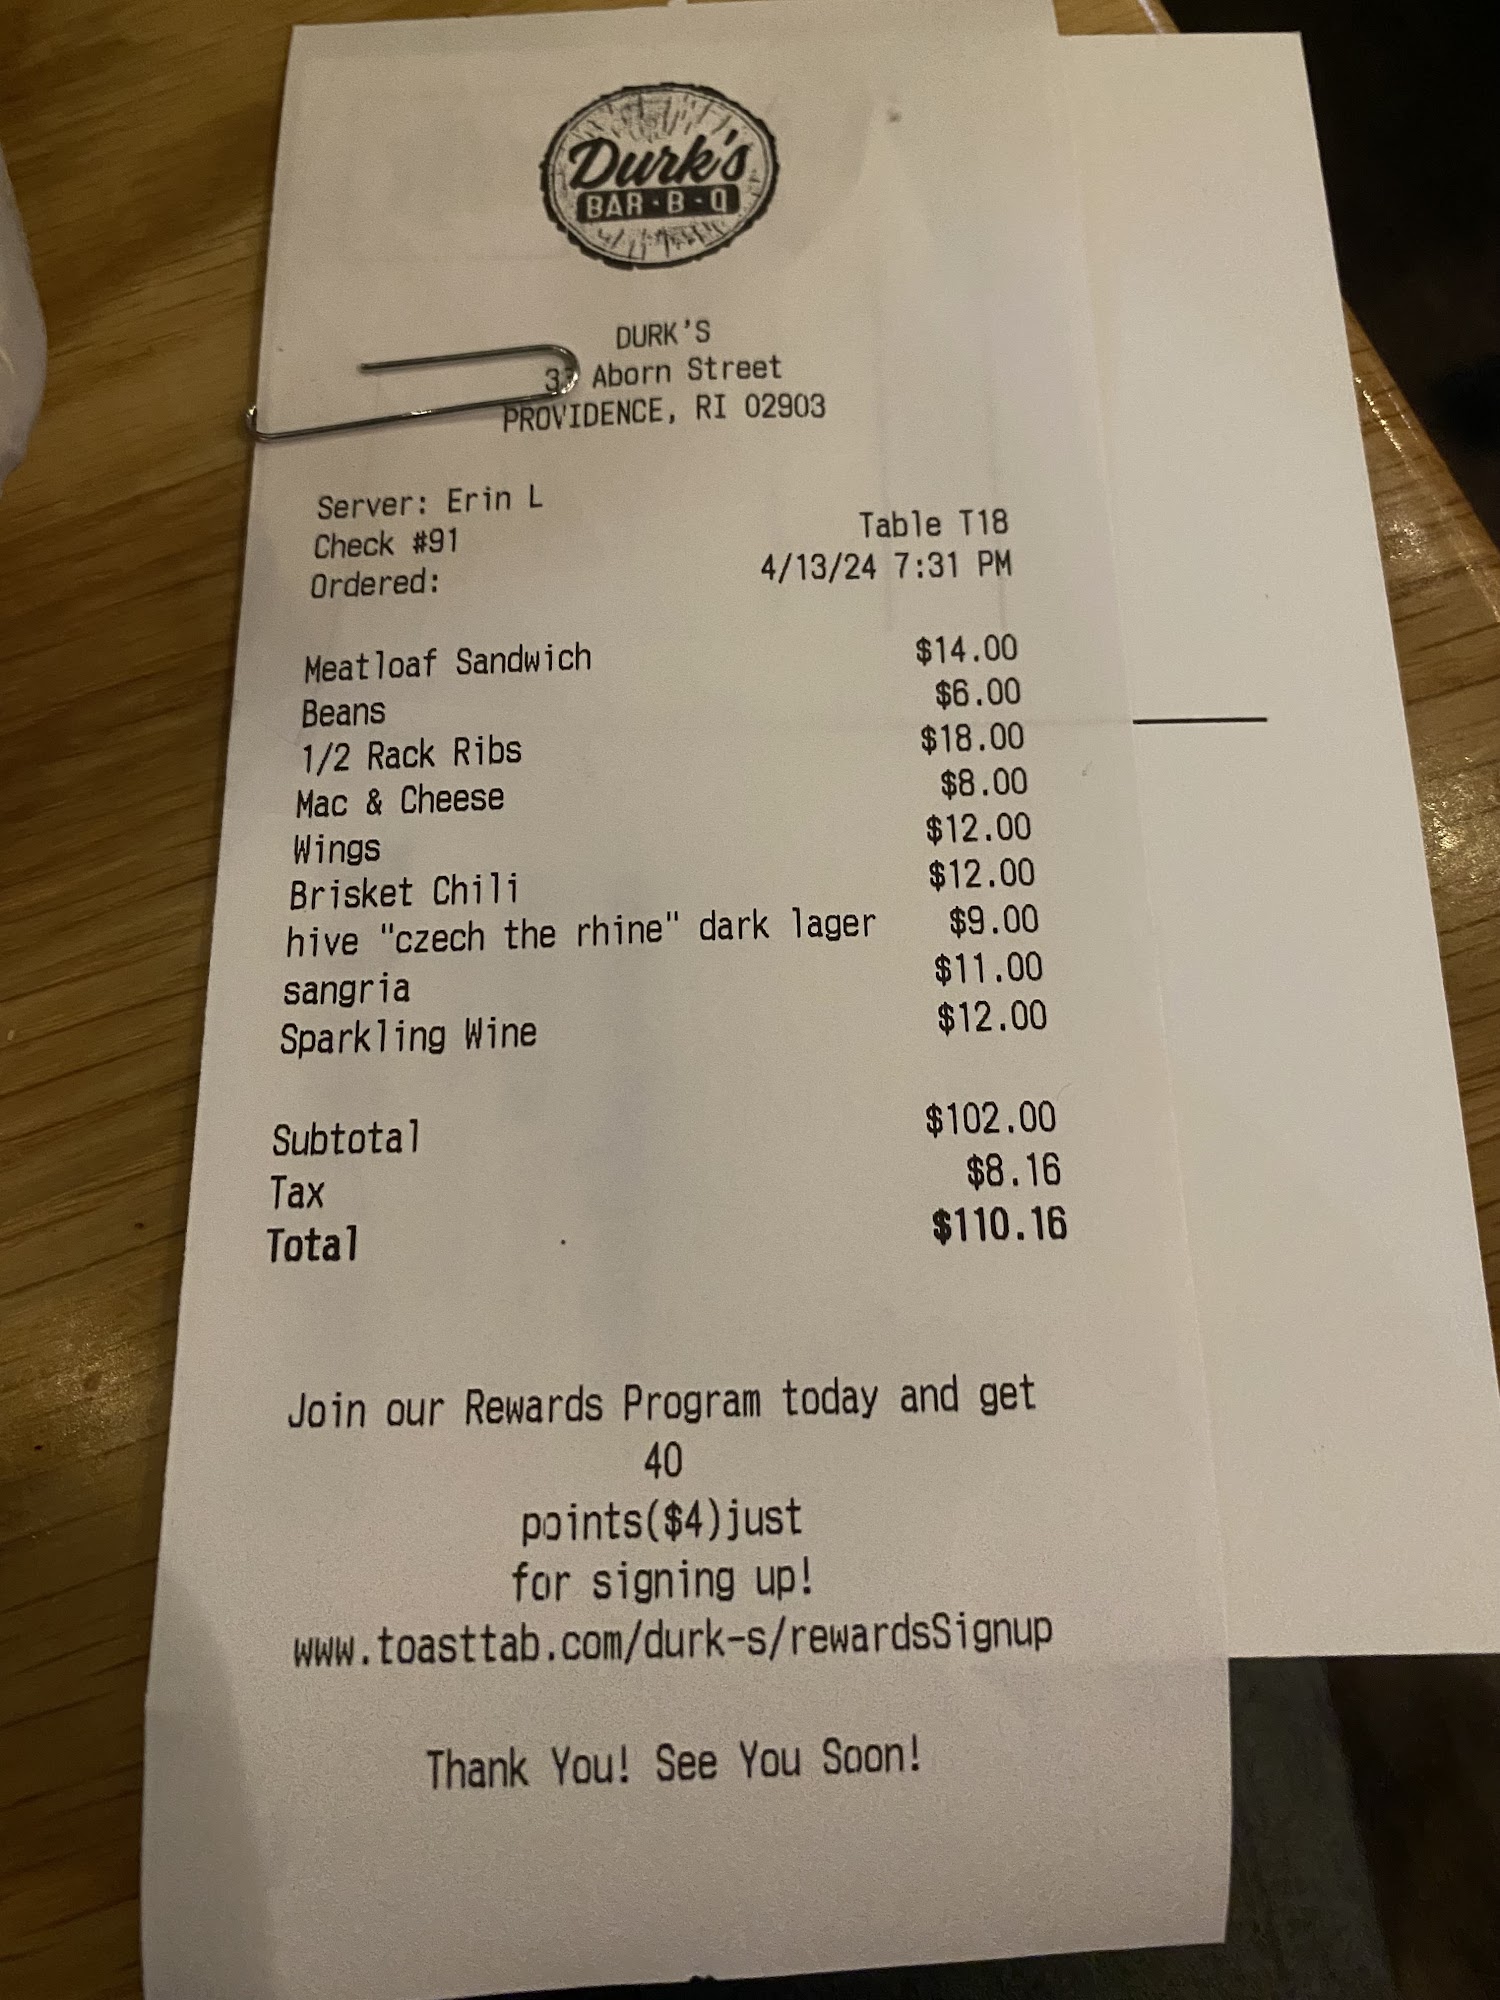 Durk's
BAR·B·Q
DURK'S
Aborn Street
PROVIDENCE, RI 02903
Server: Erin L
Check #91 Table T18
Ordered: 4/13/24 7:31 PM
Meatloaf Sandwich $14.00
Beans $6.00
1/2 Rack Ribs $18.00
Mac & Cheese $8.00
Wings $12.00
Brisket Chili $12.00
hive "czech the rhine" dark lager $9.00
sangria $11.00
Sparkling Wine $12.00
Subtotal $102.00
Tax $8.16
Total $110.16
Join our Rewards Program today and get
40
points($4)just
for signing up!
www.toasttab.com/durk-s/rewardsSignup
Thank You! See You Soon!